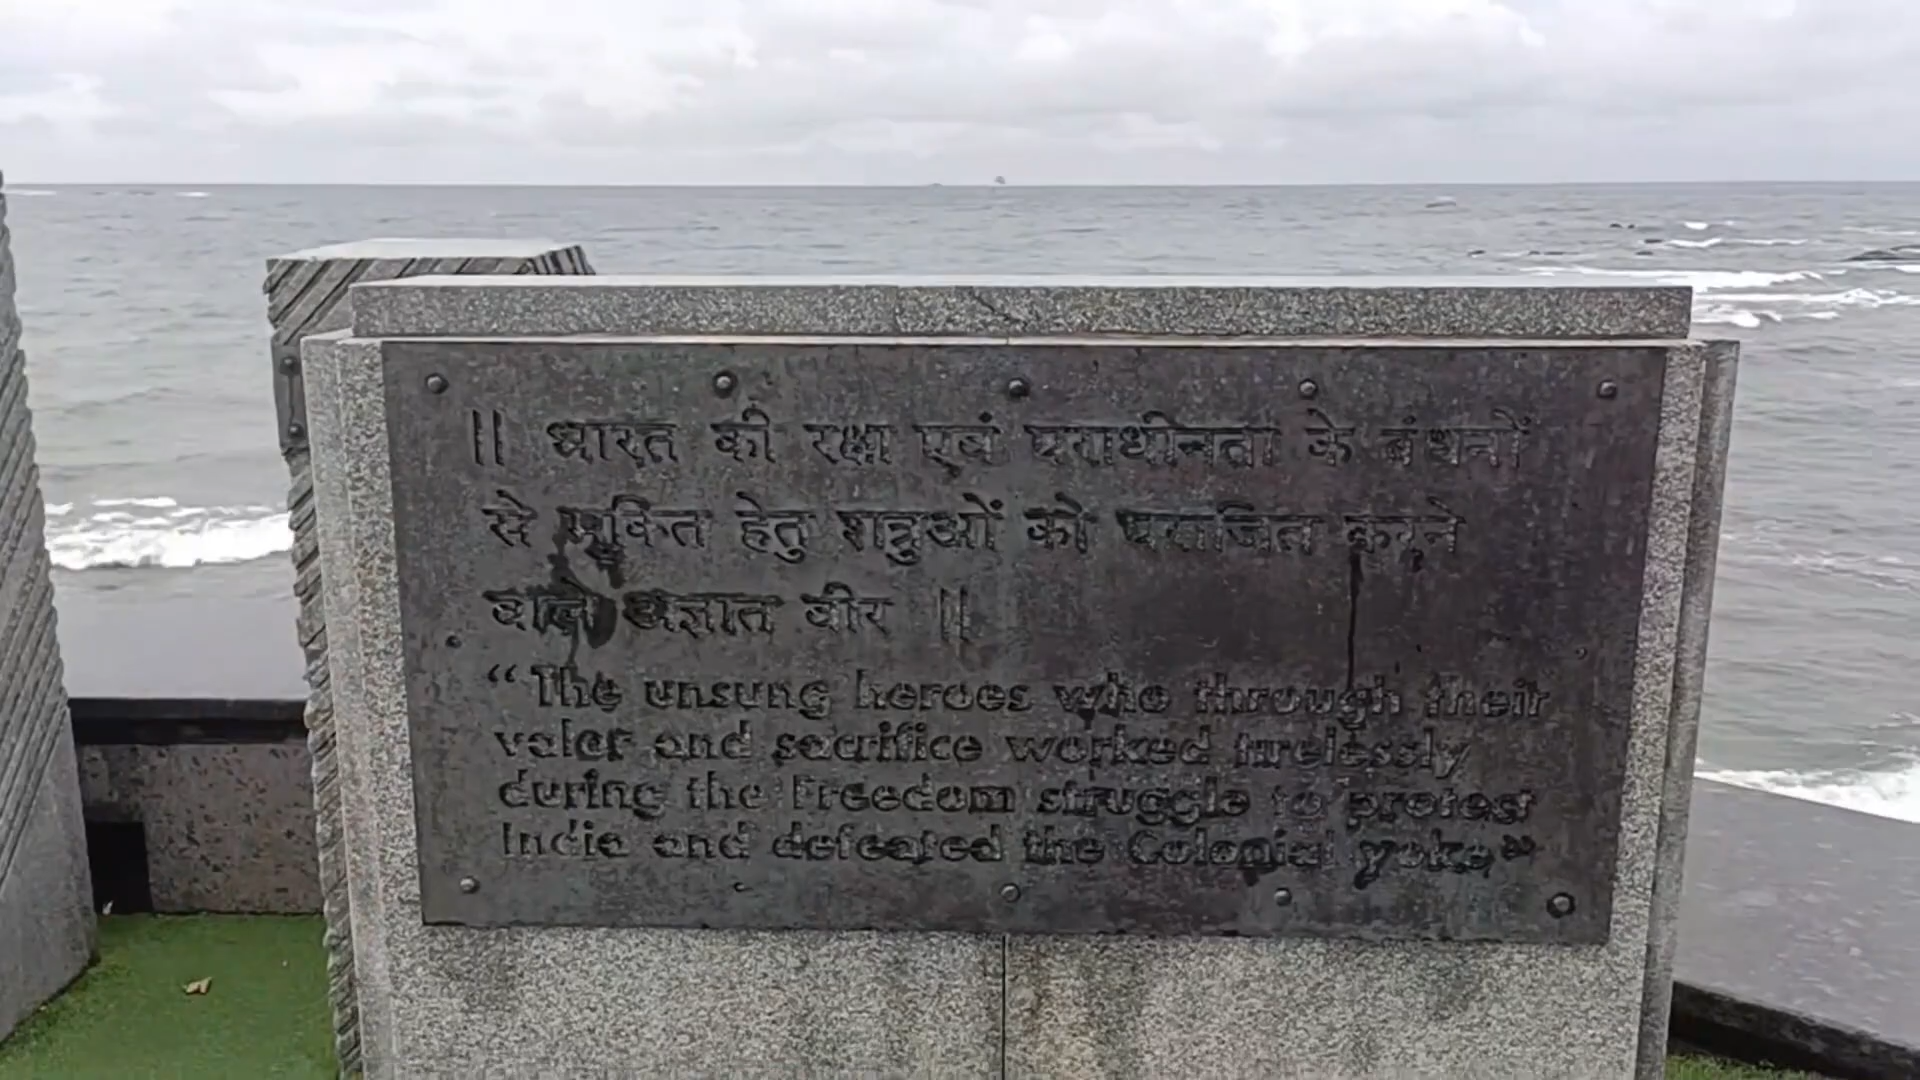 || भारत की रक्षा एवं पराधीनता के बंधनों
से मुक्ति हेतु शत्रुओं को पराजित करने
वाले अज्ञात वीर ||
“The unsung heroes who through their
valor and sacrifice worked tirelessly
during the Freedom struggle to protest
India and defeated the Colonial yoke”